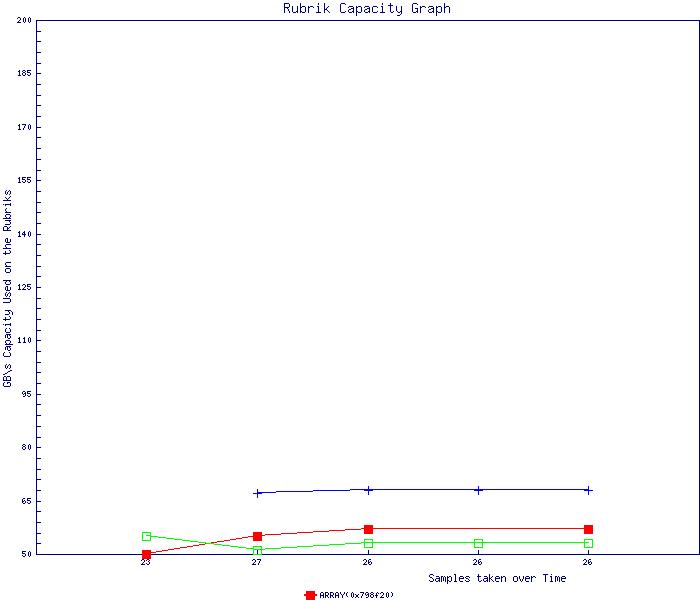 Rubrik Capacity Graph
200
185
170
155
140
125
110
95
80
65
50
GB\s Capacity Used on the Rubriks
23 27 26 26 26
Samples taken over Time
ARRAY(0x798f20)